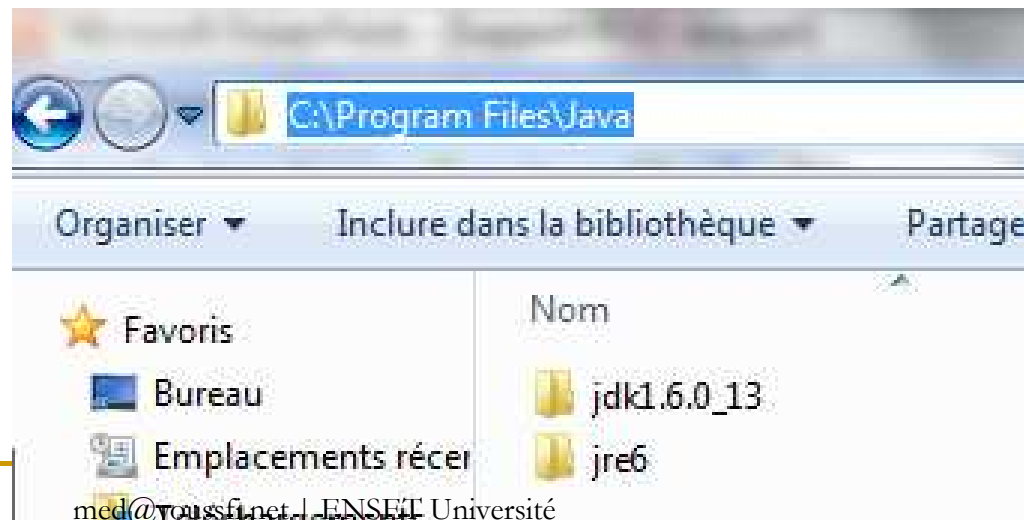 C:\Program Files\Java
Organiser
Inclure dans la bibliothèque
Partage
Favoris
Nom
Bureau
jdk1.6.0_13
Emplacements récer
jre6
med@youssfi.net | ENSET Université